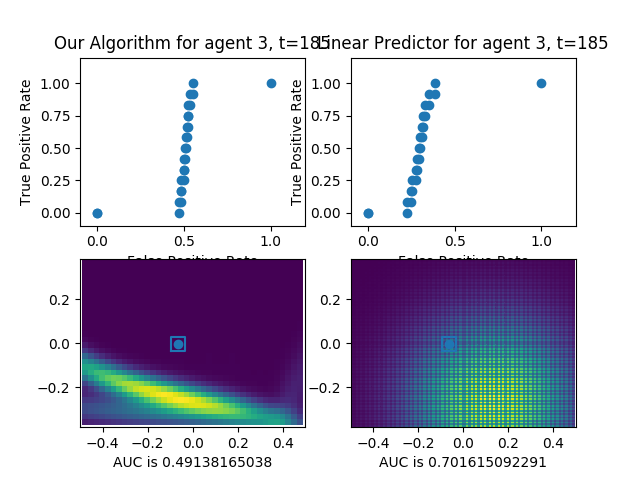 Our Algorithm for agent 3, t=185
Linear Predictor for agent 3, t=185
True Positive Rate
1.00
0.75
0.50
0.25
0.00
0.0 0.5 1.0
False Positive Rate
True Positive Rate
1.00
0.75
0.50
0.25
0.00
0.0 0.5 1.0
False Positive Rate
0.2
0.0
−0.2
−0.4 −0.2 0.0 0.2 0.4
AUC is 0.49138165038
0.2
0.0
−0.2
−0.4 −0.2 0.0 0.2 0.4
AUC is 0.701615092291